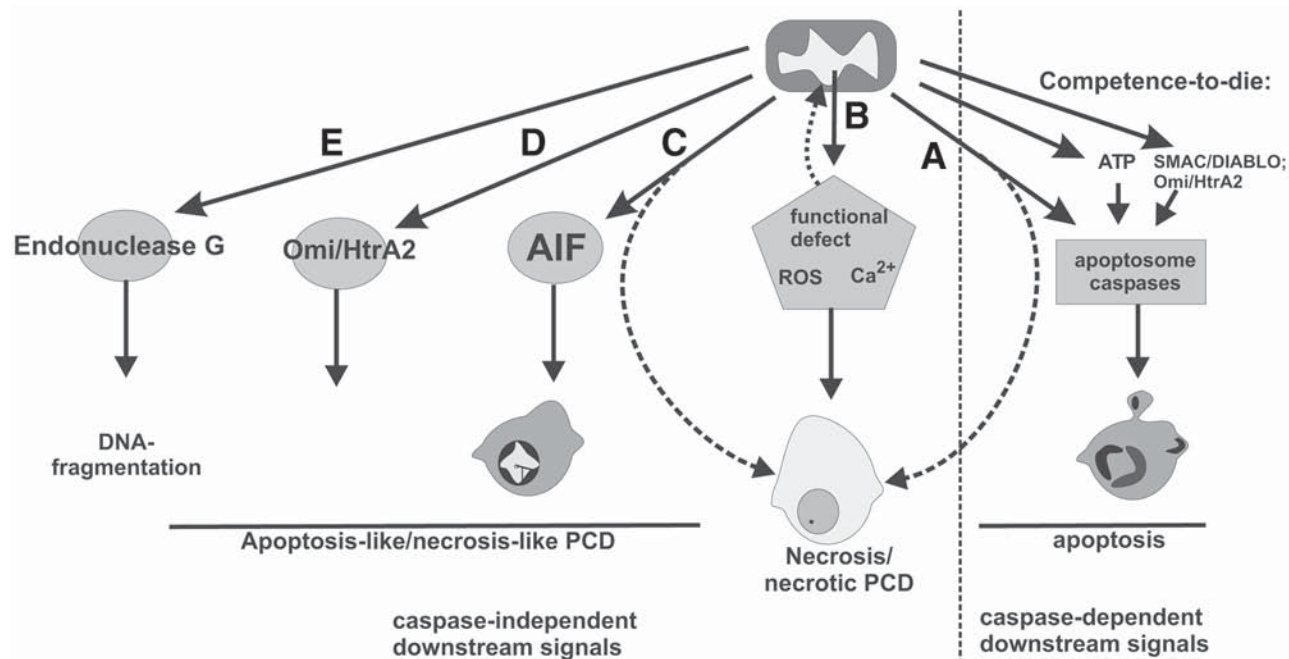 Competence-to-die:
E
D
C
B
A
ATP
SMAC/DIABLO;
Omi/HtrA2
Endonuclease G
Omi/HtrA2
AIF
functional
defect
ROS
Ca2+
apoptosome
caspases
DNA-
fragmentation
Apoptosis-like/necrosis-like PCD
Necrosis/
necrotic PCD
apoptosis
caspase-independent
downstream signals
caspase-dependent
downstream signals